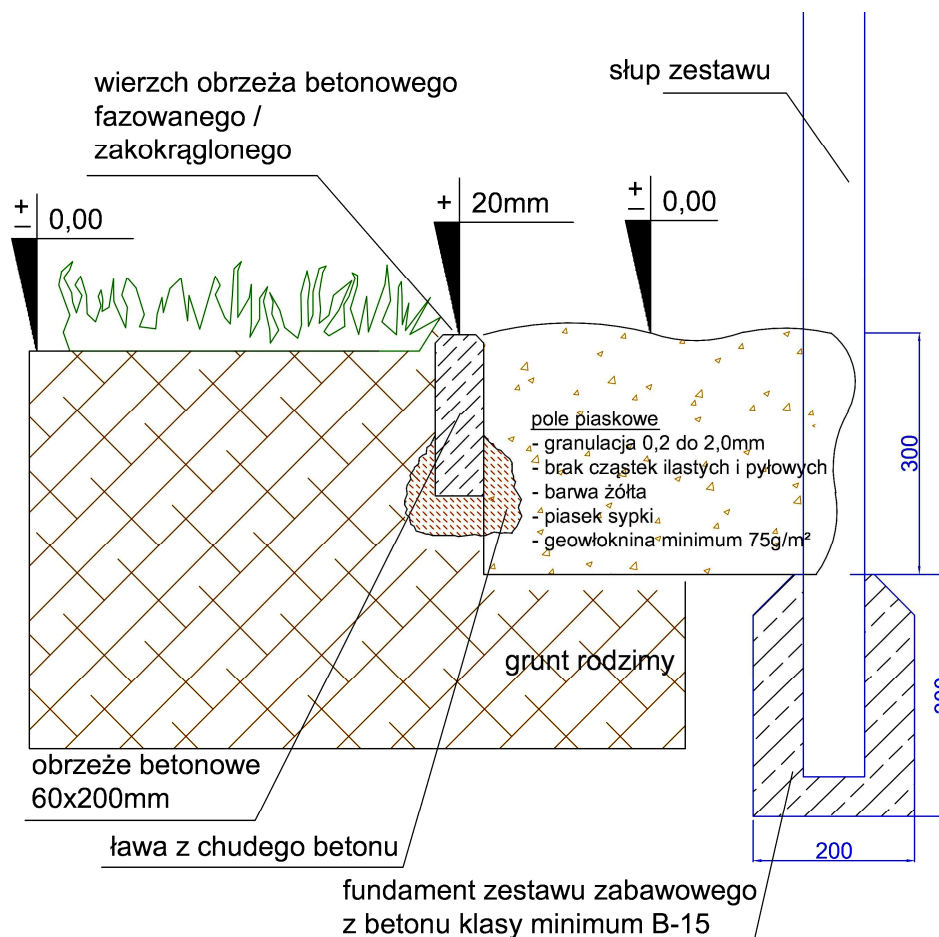 wierzch obrzeża betonowego
fazowanego /
zakokrąglonego
słup zestawu
± 0,00
+ 20mm
± 0,00
pole piaskowe
- granulacja 0,2 do 2,0mm
- brak cząstek ilastych i pyłowych
- barwa żółta
- piasek sypki
- geowłoknina minimum 75g/m²
300
grunt rodzimy
obrzeże betonowe
60x200mm
ława z chudego betonu
200
fundament zestawu zabawowego
z betonu klasy minimum B-15